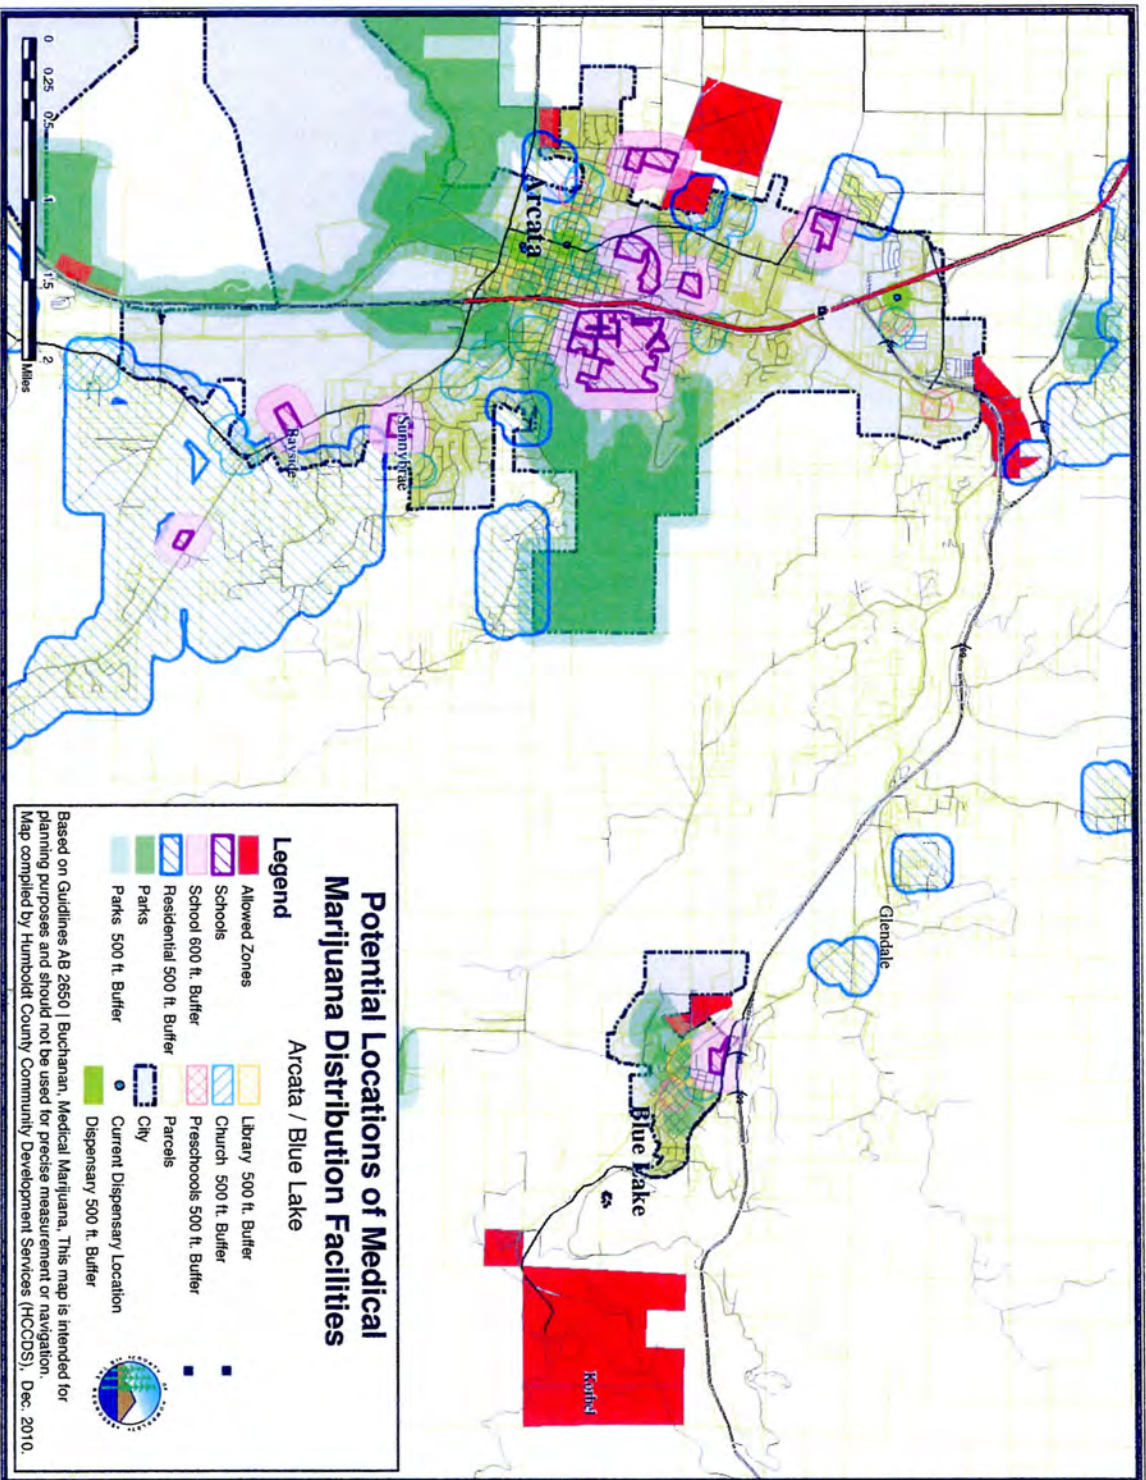 Arcata
Sunnybrae
Bayside
Glendale
Blue Lake
Korbel
0 0.25 0.5 1 1.5 2
Miles
Potential Locations of Medical
Marijuana Distribution Facilities
Arcata / Blue Lake
Legend
Allowed Zones
Schools
School 600 ft. Buffer
Residential 500 ft. Buffer
Parks
Parks 500 ft. Buffer
Library 500 ft. Buffer
Church 500 ft. Buffer
Preschoools 500 ft. Buffer
Parcels
City
Current Dispensary Location
Dispensary 500 ft. Buffer
Based on Guidlines AB 2650 | Buchanan, Medical Marijuana, This map is intended for
planning purposes and should not be used for precise measurement or navigation.
Map compiled by Humboldt County Community Development Services (HCCDS), Dec. 2010.